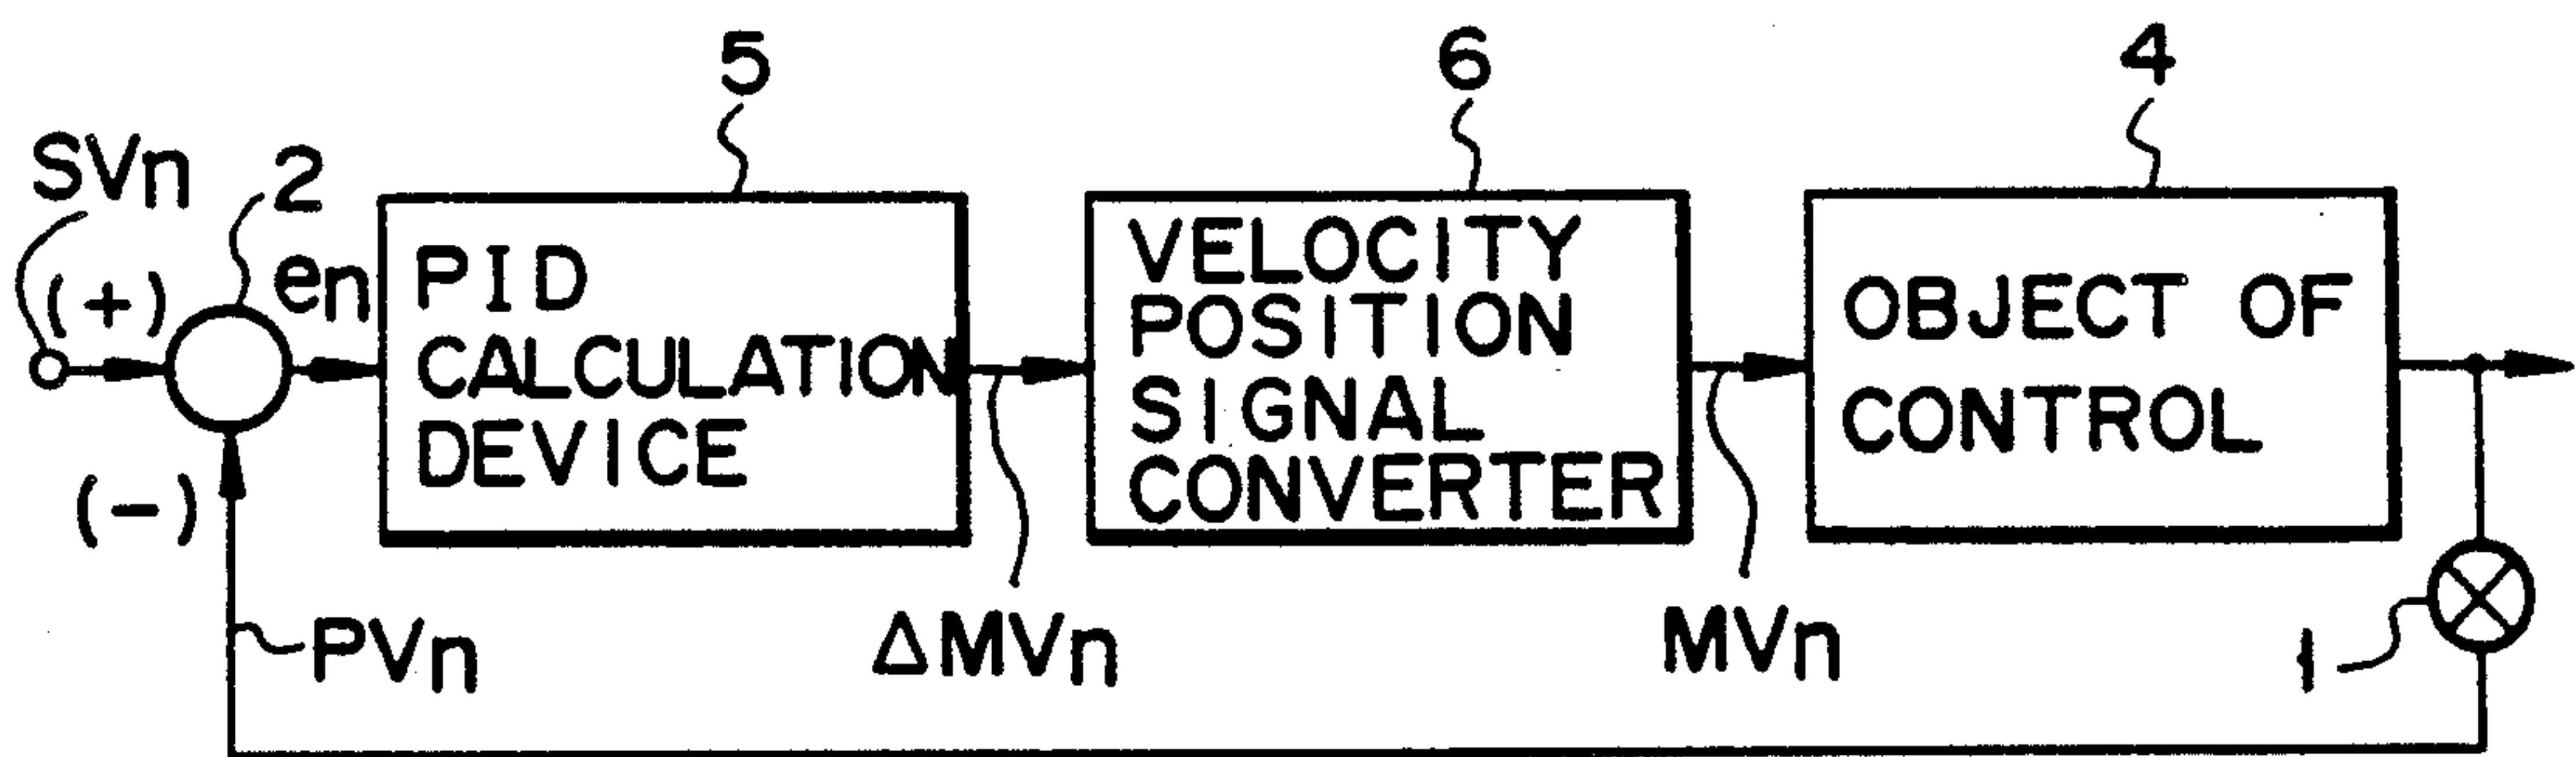 5
6
4
SVn
2
(+)
en
PID
CALCULATION
DEVICE
VELOCITY
POSITION
SIGNAL
CONVERTER
OBJECT OF
CONTROL
(-)
PVn
ΔMVn
MVn
1